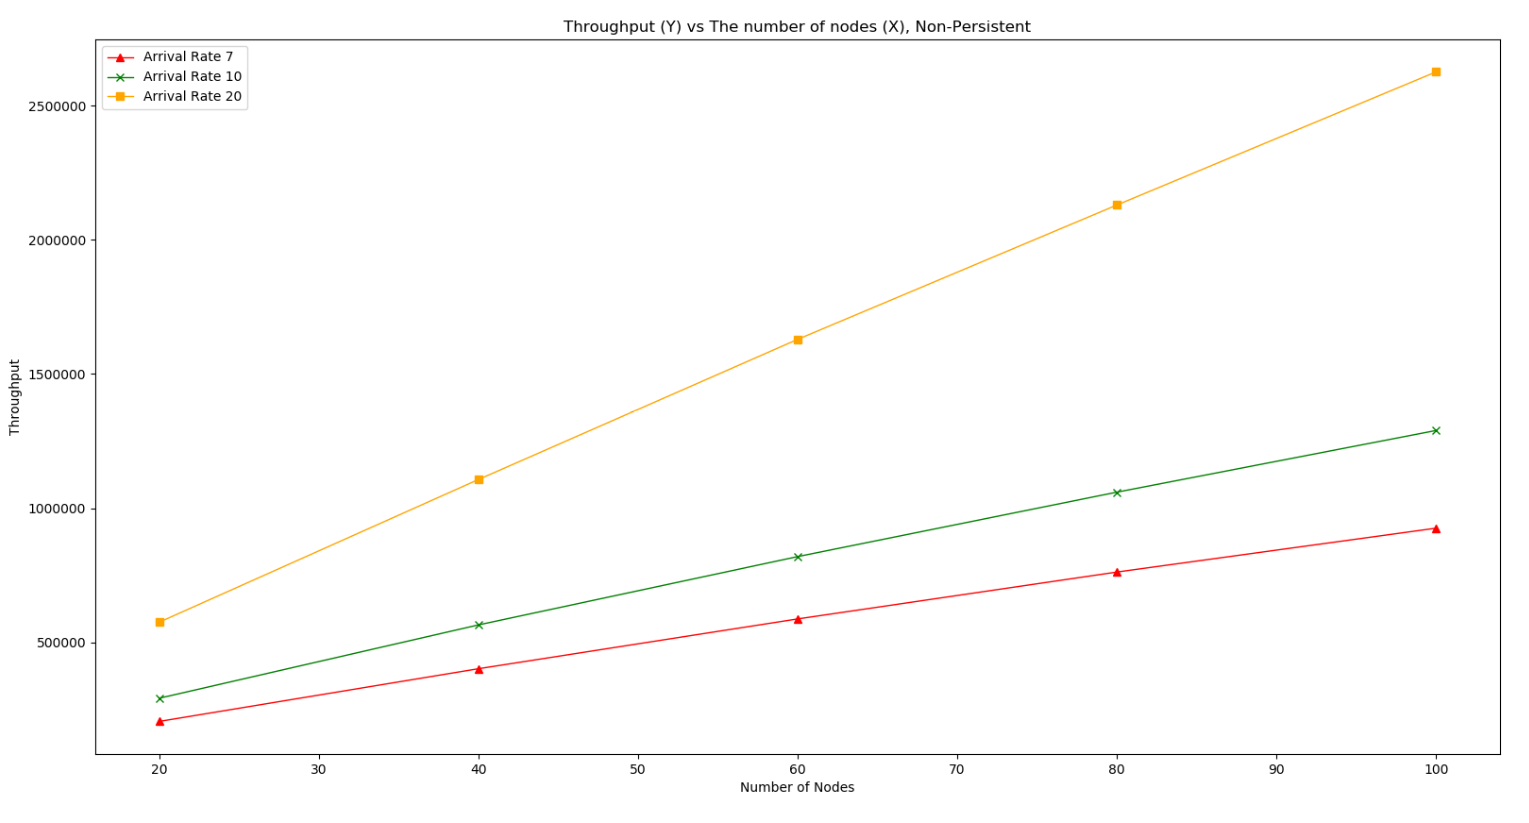 Throughput (Y) vs The number of nodes (X), Non-Persistent
Arrival Rate 7
Arrival Rate 10
Arrival Rate 20
2500000
2000000
1500000
1000000
500000
Throughput
20 30 40 50 60 70 80 90 100
Number of Nodes